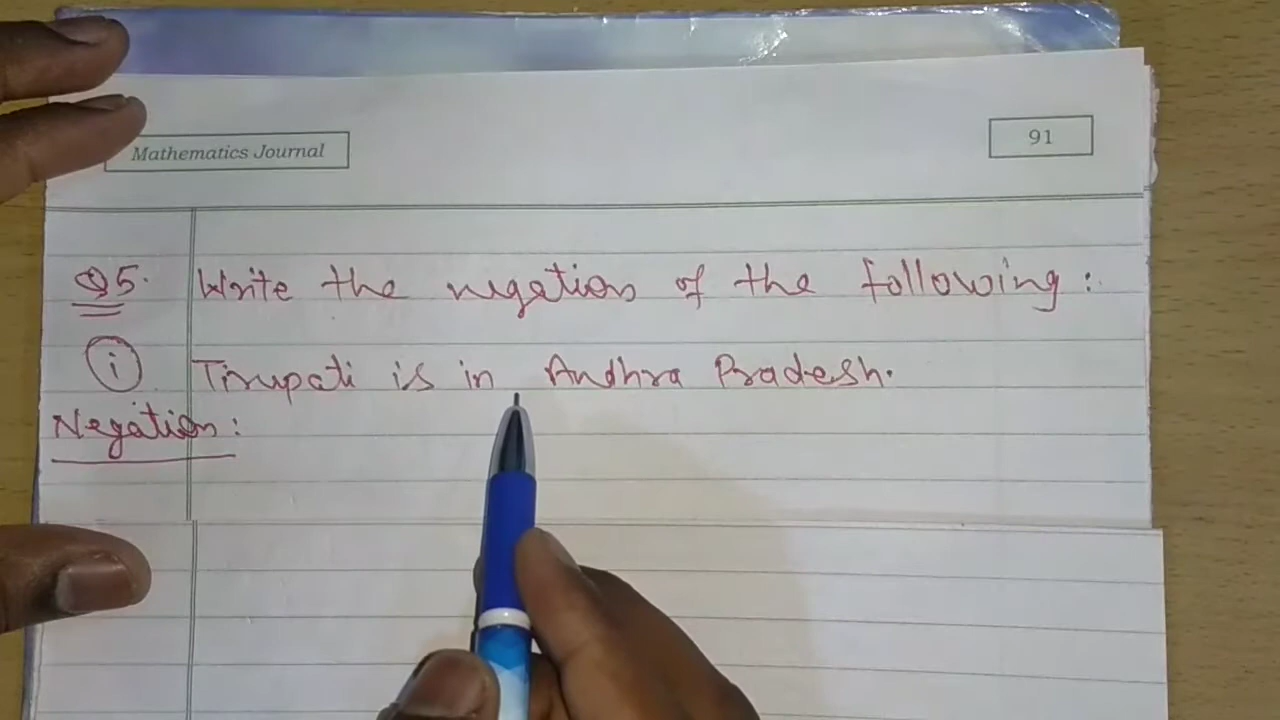 Mathematics Journal
91
Q5. Write the negation of the following :
(i) Tirupati is in Andhra Pradesh.
Negation :